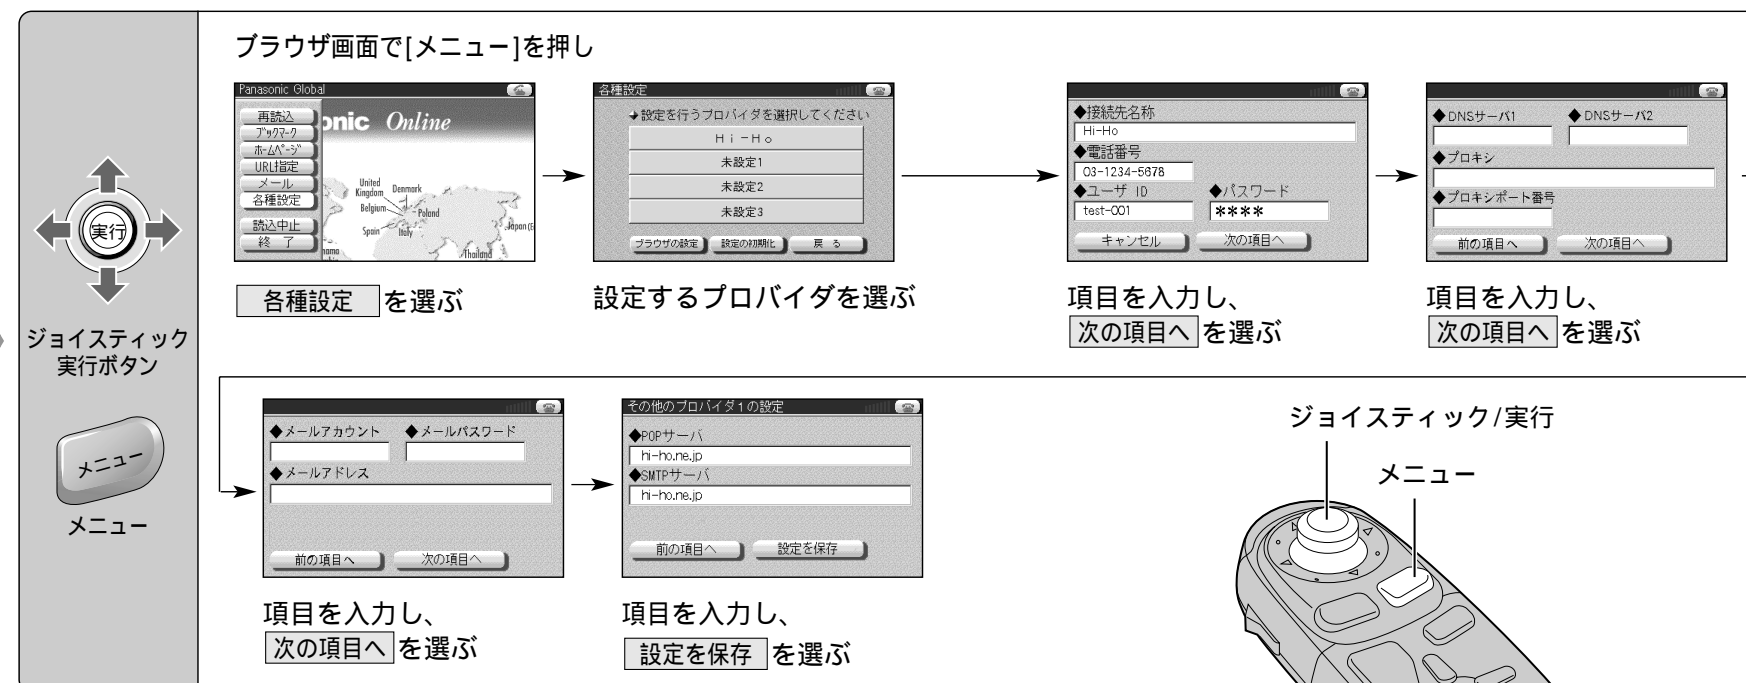 ブラウザ画面で[メニュー]を押し
Panasonic Global
再読込
ブックマーク
ホームページ
URL指定
メール
各種設定
読込中止
終 了
onic Online
United Kingdom
Denmark
Belgium
Poland
Spain
Italy
Japan(E
Thailand
nama
各種設定 を選ぶ
各種設定
設定を行うプロバイダを選択してください
Hi-Ho
未設定1
未設定2
未設定3
ブラウザの設定 設定の初期化 戻 る
設定するプロバイダを選ぶ
◆接続先名称
Hi-Ho
◆電話番号
03-1234-5678
◆ユーザ ID ◆パスワード
test-001 ****
キャンセル 次の項目へ
項目を入力し、
次の項目へ を選ぶ
◆DNSサーバ1 ◆DNSサーバ2
◆プロキシ
◆プロキシポート番号
前の項目へ 次の項目へ
項目を入力し、
次の項目へ を選ぶ
実行
ジョイスティック
実行ボタン
メニュー
メニュー
◆メールアカウント ◆メールパスワード
◆メールアドレス
前の項目へ 次の項目へ
項目を入力し、
次の項目へ を選ぶ
その他のプロバイダ1の設定
◆POPサーバ
hi-ho.ne.jp
◆SMTPサーバ
hi-ho.ne.jp
前の項目へ 設定を保存
項目を入力し、
設定を保存 を選ぶ
ジョイスティック/実行
メニュー